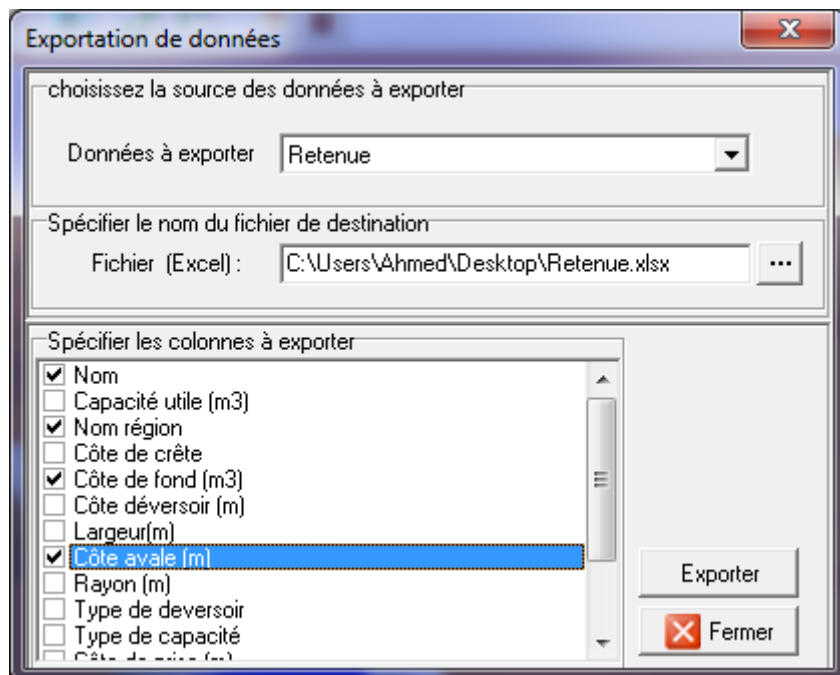 Exportation de données
choisissez la source des données à exporter
Données à exporter Retenue
Spécifier le nom du fichier de destination
Fichier (Excel) : C:\Users\Ahmed\Desktop\Retenue.xlsx ...
Spécifier les colonnes à exporter
Nom
Capacité utile (m3)
Nom région
Côte de crête
Côte de fond (m3)
Côte déversoir (m)
Largeur(m)
Côte avale (m)
Rayon (m)
Type de deversoir
Type de capacité
Côte de prise (m)
Exporter
Fermer